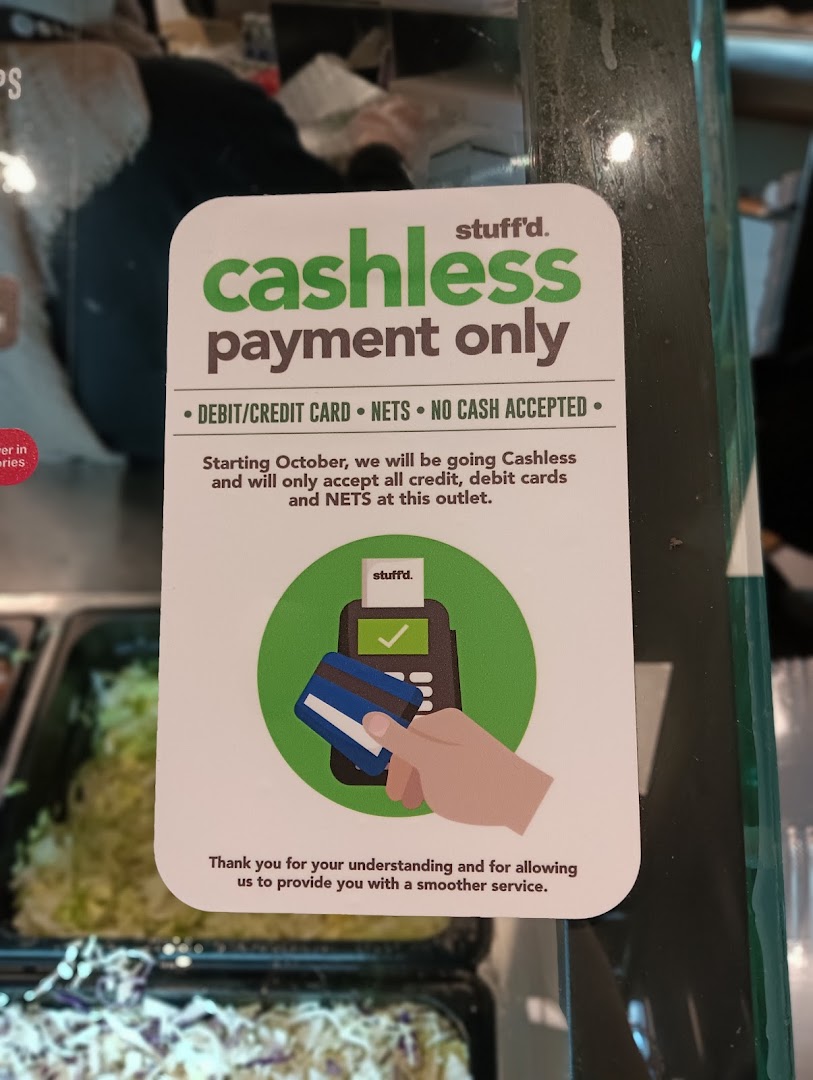 stuff'd.
cashless
payment only
• DEBIT/CREDIT CARD • NETS • NO CASH ACCEPTED •
Starting October, we will be going Cashless
and will only accept all credit, debit cards
and NETS at this outlet.
stuff'd.
Thank you for your understanding and for allowing
us to provide you with a smoother service.